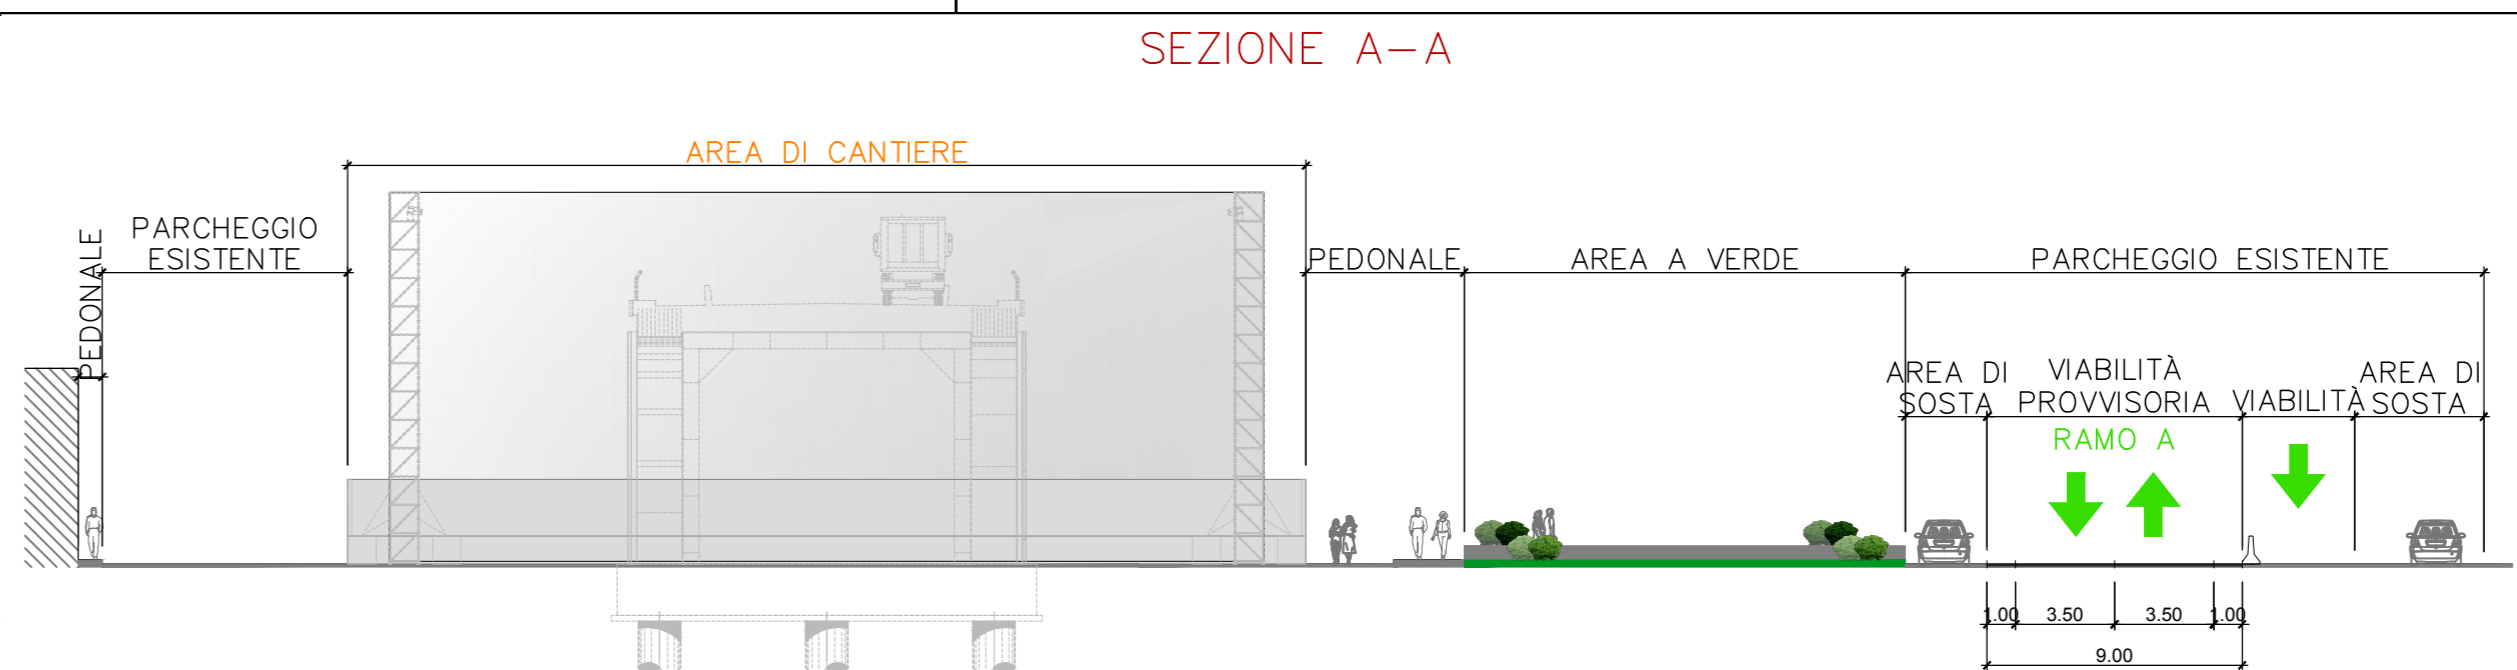 SEZIONE A-A
AREA DI CANTIERE
PEDONALE
PARCHEGGIO
ESISTENTE
PEDONALE
AREA A VERDE
PARCHEGGIO ESISTENTE
AREA DI
SOSTA
VIABILITÀ
PROVVISORIA
VIABILITÀ
AREA DI
SOSTA
RAMO A
1.00
3.50
3.50
1.00
9.00